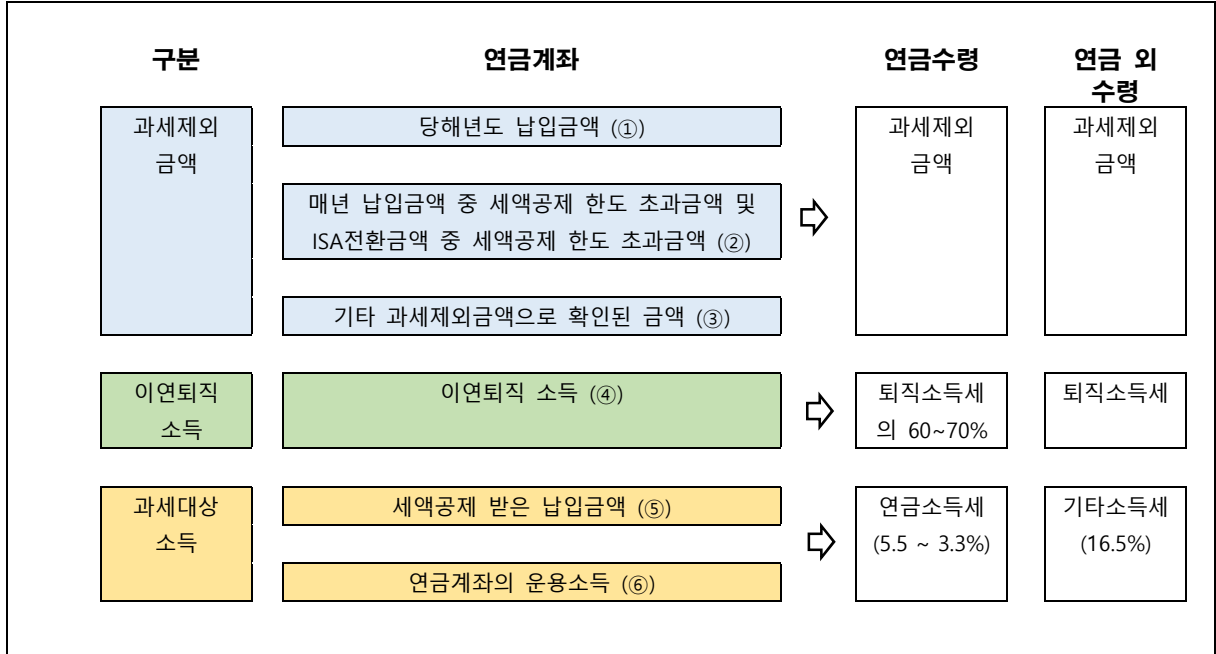 구분
연금계좌
연금수령
연금 외
수령
과세제외
금액
당해년도 납입금액 (①)
매년 납입금액 중 세액공제 한도 초과금액 및
ISA전환금액 중 세액공제 한도 초과금액 (②)
기타 과세제외금액으로 확인된 금액 (③)
과세제외
금액
과세제외
금액
이연퇴직
소득
이연퇴직 소득 (④)
퇴직소득세
의 60~70%
퇴직소득세
과세대상
소득
세액공제 받은 납입금액 (⑤)
연금계좌의 운용소득 (⑥)
연금소득세
(5.5 ~ 3.3%)
기타소득세
(16.5%)